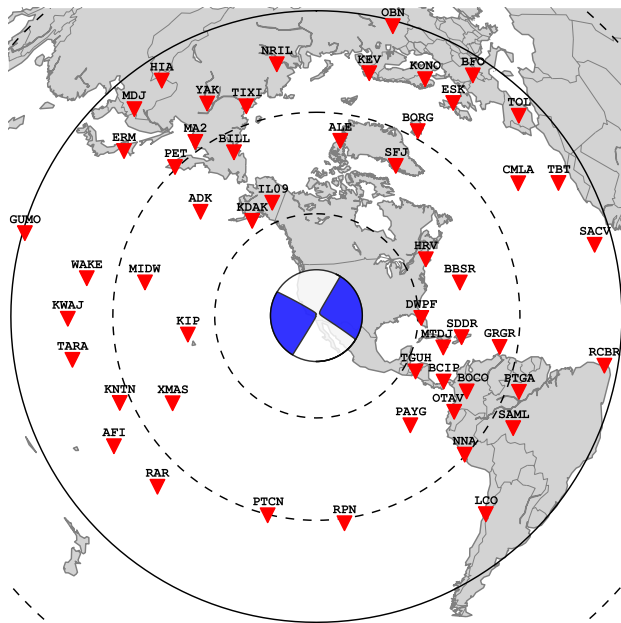 OBN
NRIL
KEV
KONO
BFO
HIA
YAK
TIXI
ESK
MDJ
TOL
BORG
ALE
MA2
ERM
BILL
PET
SFJ
CMLA
TBT
IL09
ADK
KDAK
GUMO
SACV
HRV
WAKE
MIDW
BBSR
KWAJ
DWPF
KIP
SDDR
MTDJ
GRGR
TARA
TGUH
RCBR
BCIP
BOCO
PTGA
KNTN
XMAS
OTAV
PAYG
SAML
AFI
NNA
RAR
PTCN
RPN
LCO